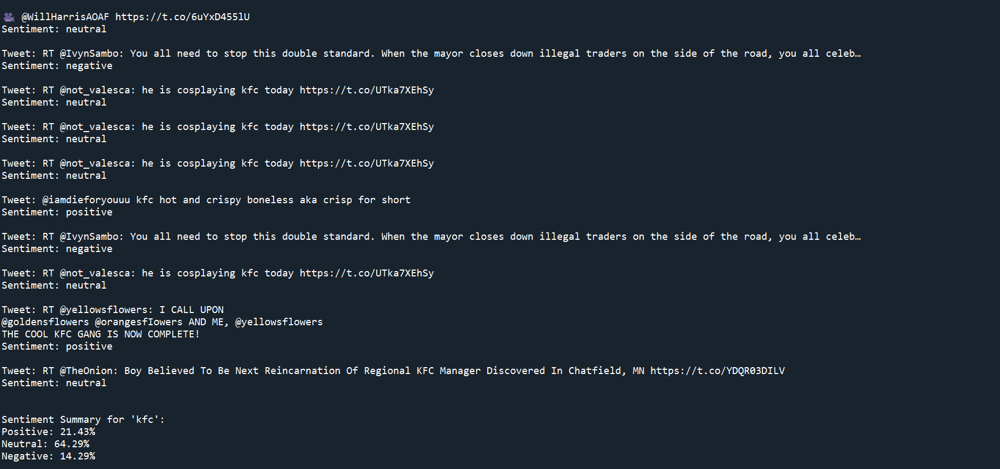 🎥 @WillHarrisAOAF https://t.co/6uYxD455lU
Sentiment: neutral
Tweet: RT @IvynSambo: You all need to stop this double standard. When the mayor closes down illegal traders on the side of the road, you all celeb…
Sentiment: negative
Tweet: RT @not_valesca: he is cosplaying kfc today https://t.co/UTka7XEhSy
Sentiment: neutral
Tweet: RT @not_valesca: he is cosplaying kfc today https://t.co/UTka7XEhSy
Sentiment: neutral
Tweet: RT @not_valesca: he is cosplaying kfc today https://t.co/UTka7XEhSy
Sentiment: neutral
Tweet: @iamdieforyouuu kfc hot and crispy boneless aka crisp for short
Sentiment: positive
Tweet: RT @IvynSambo: You all need to stop this double standard. When the mayor closes down illegal traders on the side of the road, you all celeb…
Sentiment: negative
Tweet: RT @not_valesca: he is cosplaying kfc today https://t.co/UTka7XEhSy
Sentiment: neutral
Tweet: RT @yellowsflowers: I CALL UPON
@goldensflowers @orangesfIowers AND ME, @yellowsflowers
THE COOL KFC GANG IS NOW COMPLETE!
Sentiment: positive
Tweet: RT @TheOnion: Boy Believed To Be Next Reincarnation Of Regional KFC Manager Discovered In Chatfield, MN https://t.co/YDQR03DILV
Sentiment: neutral
Sentiment Summary for 'kfc':
Positive: 21.43%
Neutral: 64.29%
Negative: 14.29%